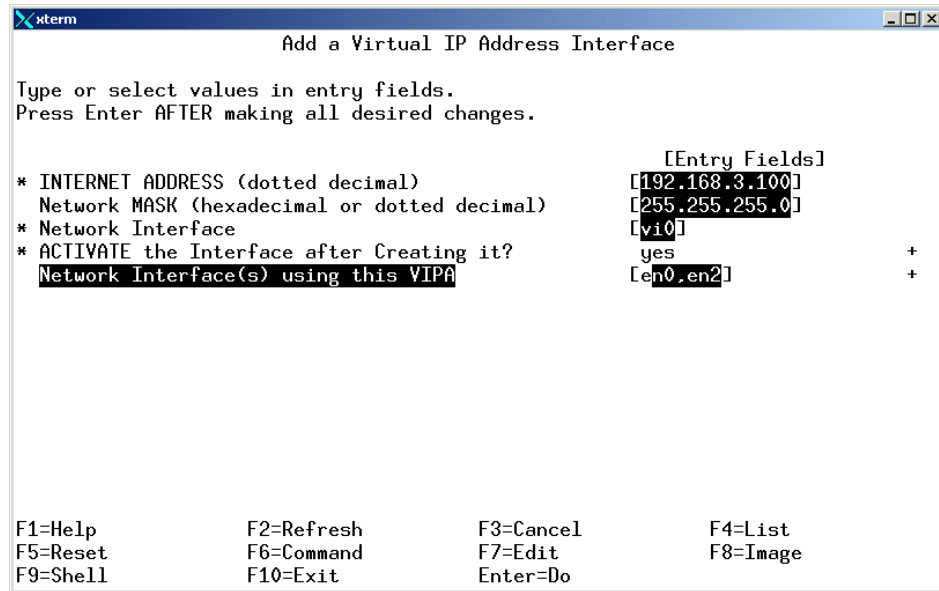 xterm
Add a Virtual IP Address Interface
Type or select values in entry fields.
Press Enter AFTER making all desired changes.
[Entry Fields]
* INTERNET ADDRESS (dotted decimal) [192.168.3.100]
Network MASK (hexadecimal or dotted decimal) [255.255.255.0]
* Network Interface [vi0]
* ACTIVATE the Interface after Creating it? yes +
Network Interface(s) using this VIPA [en0,en2] +
F1=Help F2=Refresh F3=Cancel F4=List
F5=Reset F6=Command F7=Edit F8=Image
F9=Shell F10=Exit Enter=Do